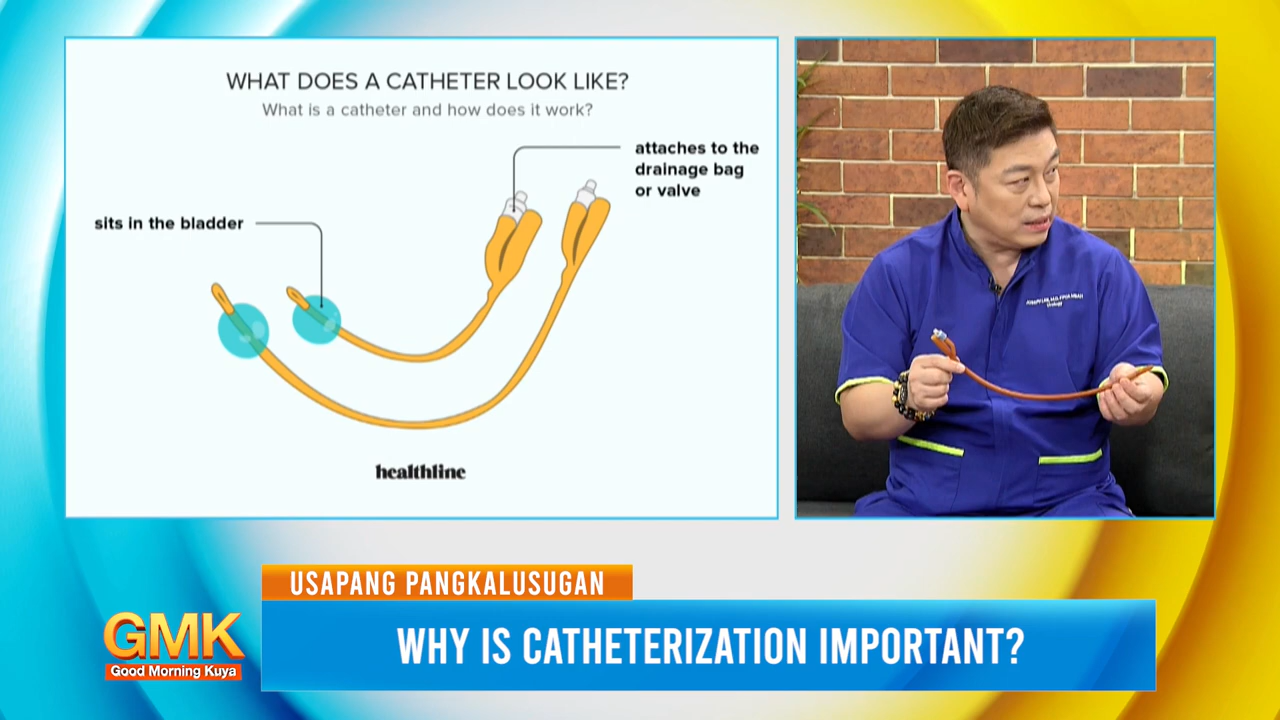 WHAT DOES A CATHETER LOOK LIKE?
What is a catheter and how does it work?
attaches to the
drainage bag
or valve
sits in the bladder
healthline
Urology
USAPANG PANGKALUSUGAN
WHY IS CATHETERIZATION IMPORTANT?
GMK
Good Morning Kuya